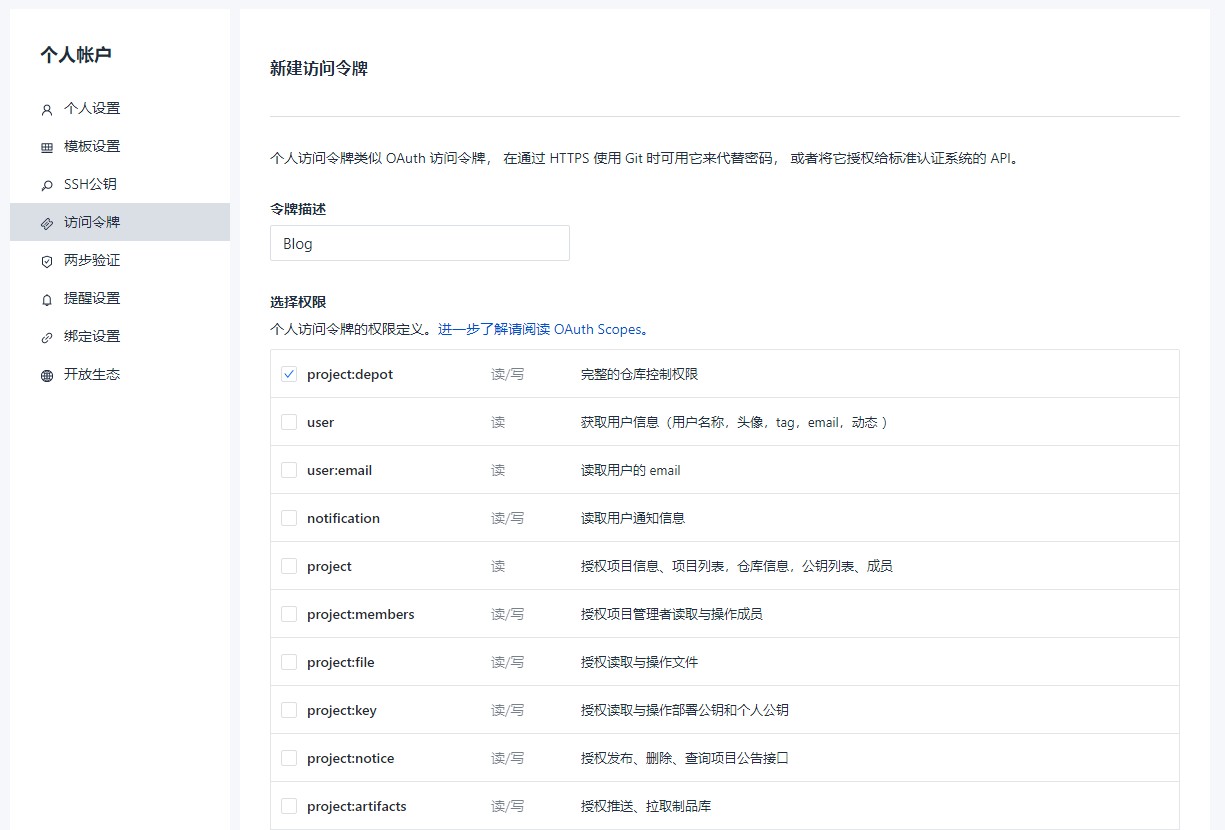 个人帐户
个人设置
模板设置
SSH公钥
访问令牌
两步验证
提醒设置
绑定设置
开放生态
新建访问令牌
个人访问令牌类似 OAuth 访问令牌， 在通过 HTTPS 使用 Git 时可用它来代替密码， 或者将它授权给标准认证系统的 API。
令牌描述
Blog
选择权限
个人访问令牌的权限定义。进一步了解请阅读 OAuth Scopes。
project:depot 读/写 完整的仓库控制权限
user 读 获取用户信息（用户名称，头像，tag，email，动态 ）
user:email 读 读取用户的 email
notification 读/写 读取用户通知信息
project 读 授权项目信息、项目列表，仓库信息，公钥列表、成员
project:members 读/写 授权项目管理者读取与操作成员
project:file 读/写 授权读取与操作文件
project:key 读/写 授权读取与操作部署公钥和个人公钥
project:notice 读/写 授权发布、删除、查询项目公告接口
project:artifacts 读/写 授权推送、拉取制品库